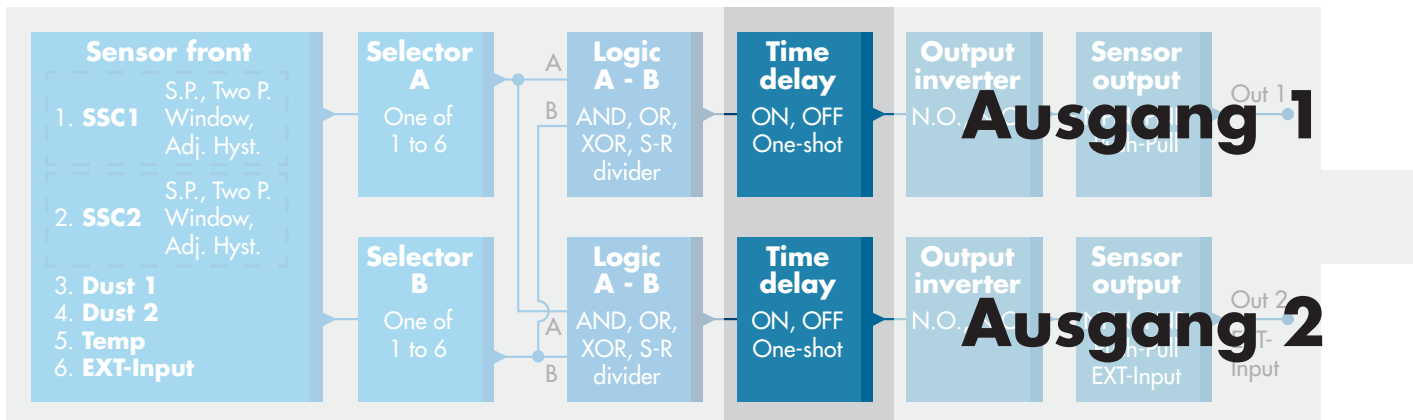 Sensor front
1. SSC1
S.P., Two P.
Window,
Adj. Hyst.
2. SSC2
S.P., Two P.
Window,
Adj. Hyst.
3. Dust 1
4. Dust 2
5. Temp
6. EXT-Input
Selector
A
One of
1 to 6
A
B
Logic
A - B
AND, OR,
XOR, S-R
divider
Time
delay
ON, OFF
One-shot
Output
inverter
N.O.
Sensor
output
Out 1
Ausgang 1
Selector
B
One of
1 to 6
A
B
Logic
A - B
AND, OR,
XOR, S-R
divider
Time
delay
ON, OFF
One-shot
Output
inverter
N.O.
Sensor
output
EXT-Input
Out 2
Input
Ausgang 2